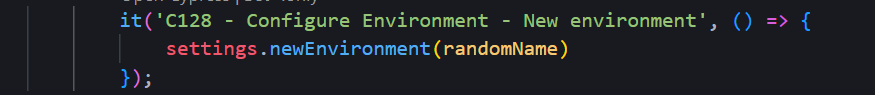 it('C128 - Configure Environment - New environment', () => {
settings.newEnvironment(randomName)
});